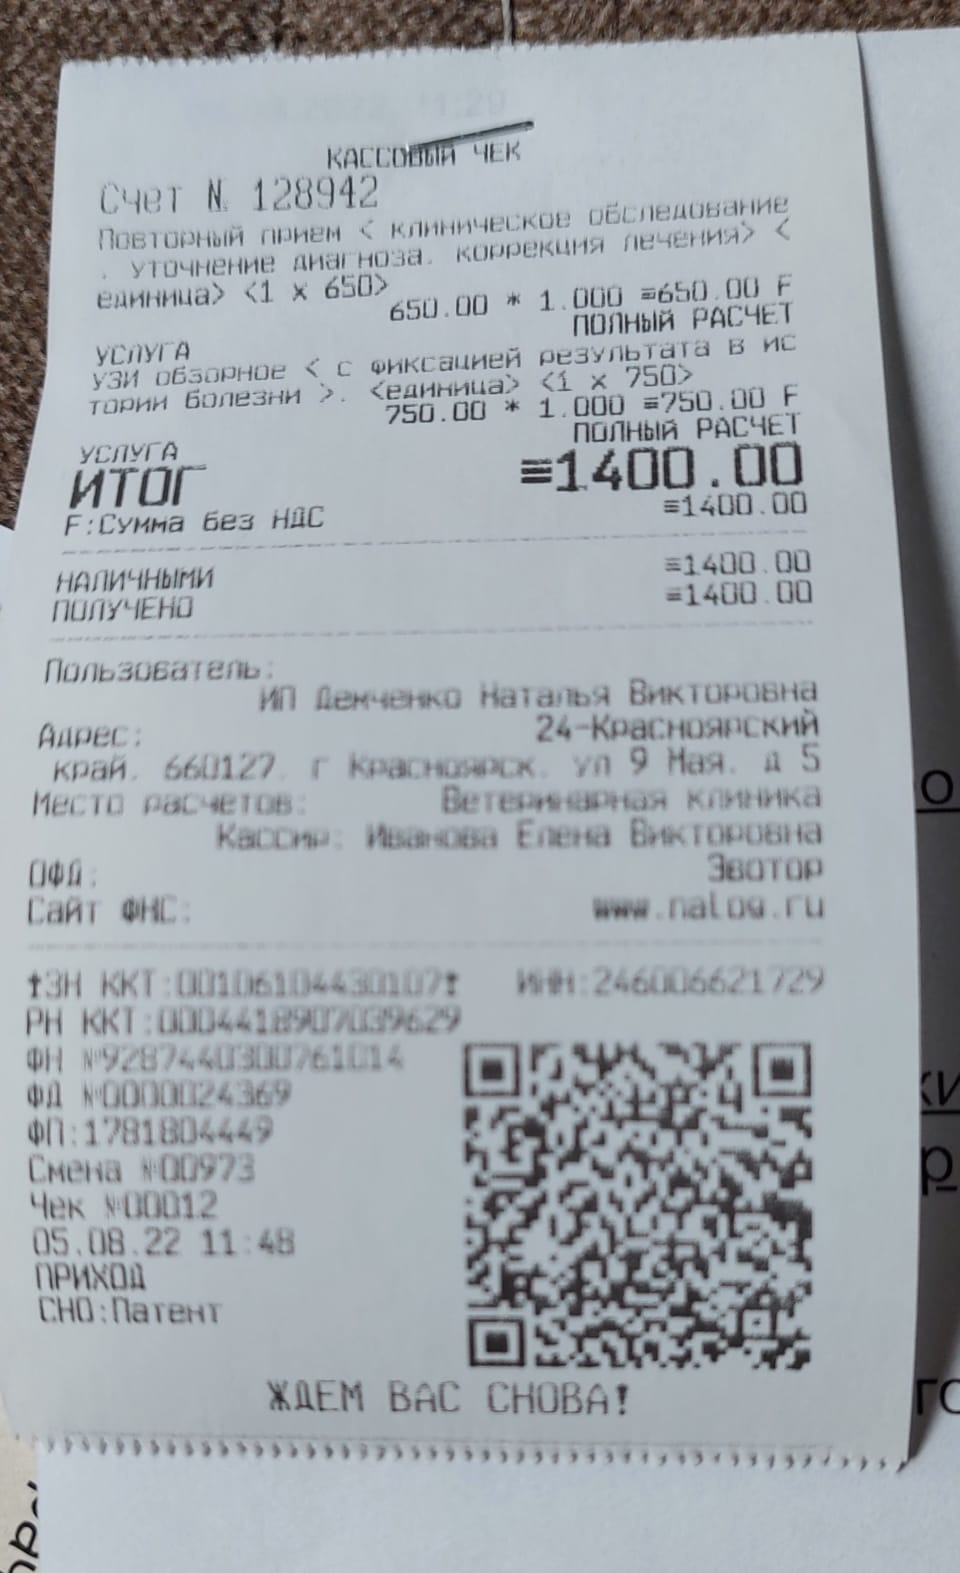 КАССОВЫЙ ЧЕК
Счет № 128942
Повторный прием < клиническое обследование
, уточнение диагноза, коррекция лечения> <
единица> <1 x 650>
650.00 * 1.000 ≡650.00 F
ПОЛНЫЙ РАСЧЕТ
УСЛУГА
УЗИ обзорное < с фиксацией результата в ис
тории болезни >, <единица> <1 x 750>
750.00 * 1.000 ≡750.00 F
ПОЛНЫЙ РАСЧЕТ
УСЛУГА
ИТОГ ≡1400.00
F:Сумма без НДС ≡1400.00
НАЛИЧНЫМИ ≡1400.00
ПОЛУЧЕНО ≡1400.00
Пользователь:
ИП Демченко Наталья Викторовна
Адрес: 24-Красноярский
край, 660127, г Красноярск, ул 9 Мая, д 5
Место расчетов: Ветеринарная клиника
Кассир: Иванова Елена Викторовна
ОФД: Эвотор
Сайт ФНС: www.nalog.ru
ЗН ККТ:00106104430107 ИНН:246006621729
РН ККТ:0004418907039629
ФН №9287440300761014
ФД №0000024369
ФП:1781804449
Смена №00973
Чек №00012
05.08.22 11:48
ПРИХОД
СНО:Патент
ЖДЕМ ВАС СНОВА!